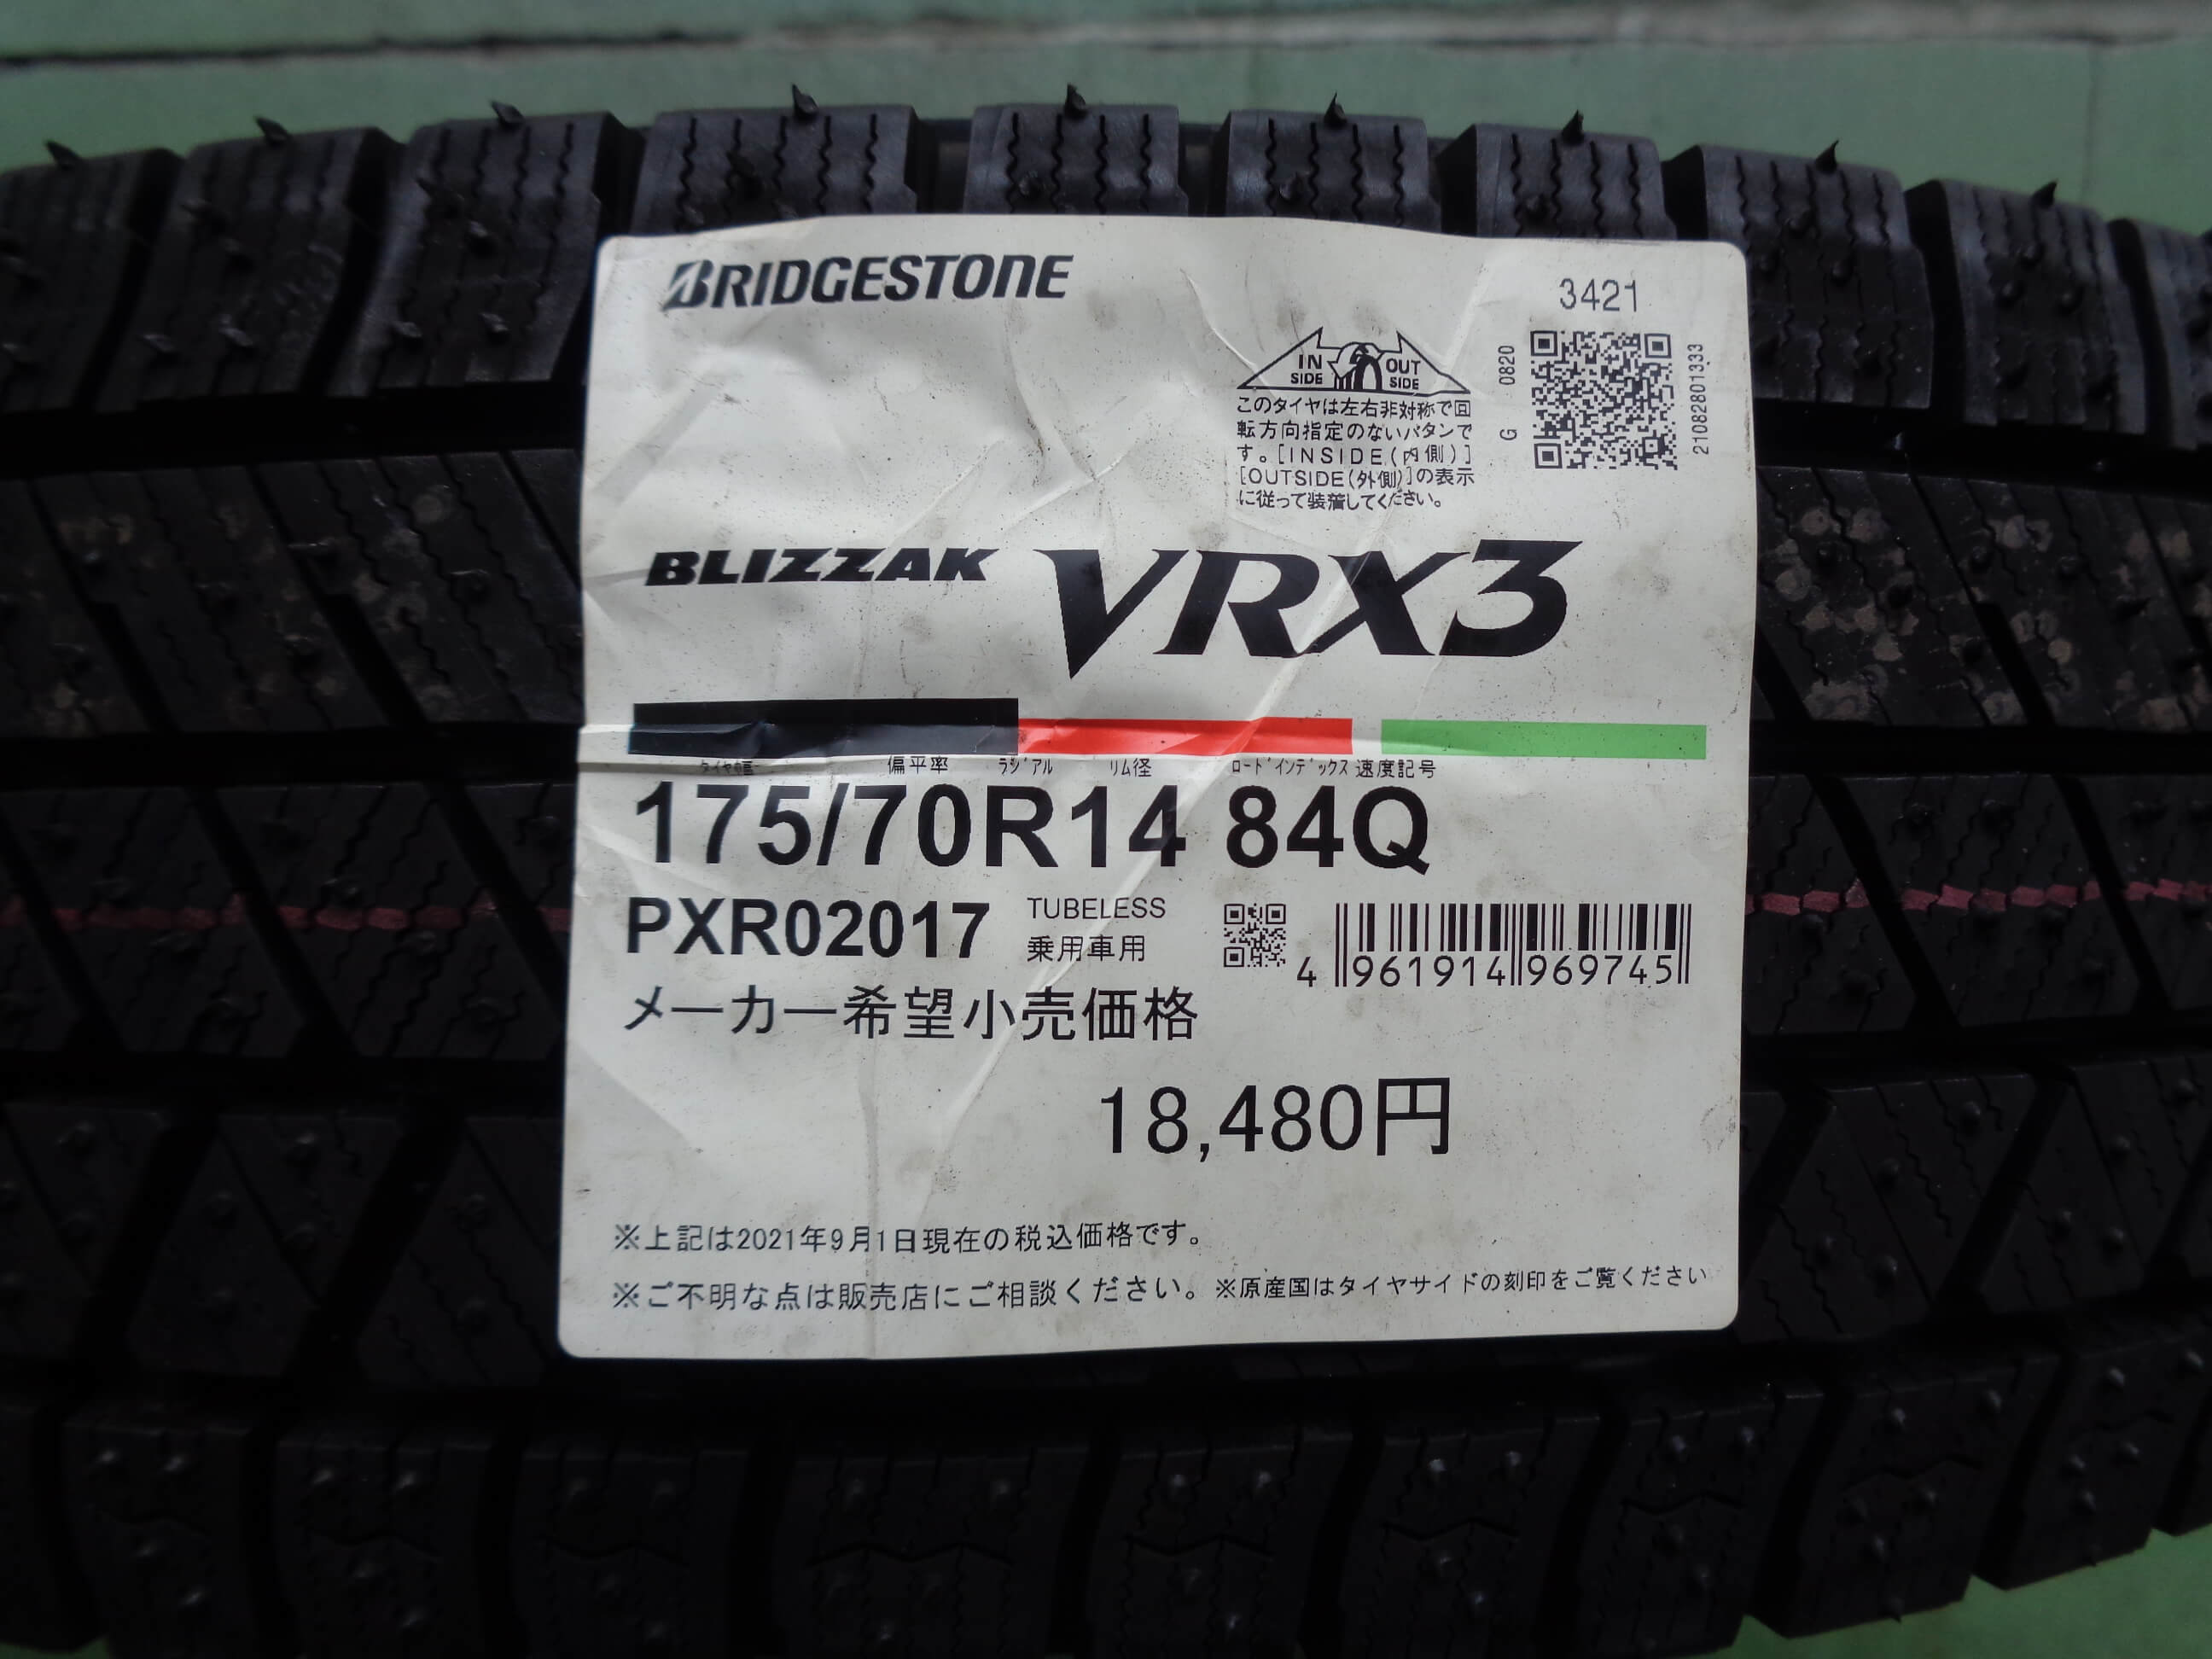 BRIDGESTONE
3421
IN SIDE
OUT SIDE
G 0820
210828801333
このタイヤは左右非対称で回
転方向指定のないパタンで
す。[INSIDE(内側)]
[OUTSIDE(外側)]の表示
に従って装着してください。
BLIZZAK VRX3
偏平率 ラジアル リム径 ロードインデックス 速度記号
175/70R14 84Q
PXR02017 TUBELESS
乗用車用
4 961914 969745
メーカー希望小売価格
18,480円
※上記は2021年9月1日現在の税込価格です。
※ご不明な点は販売店にご相談ください。※原産国はタイヤサイドの刻印をご覧ください